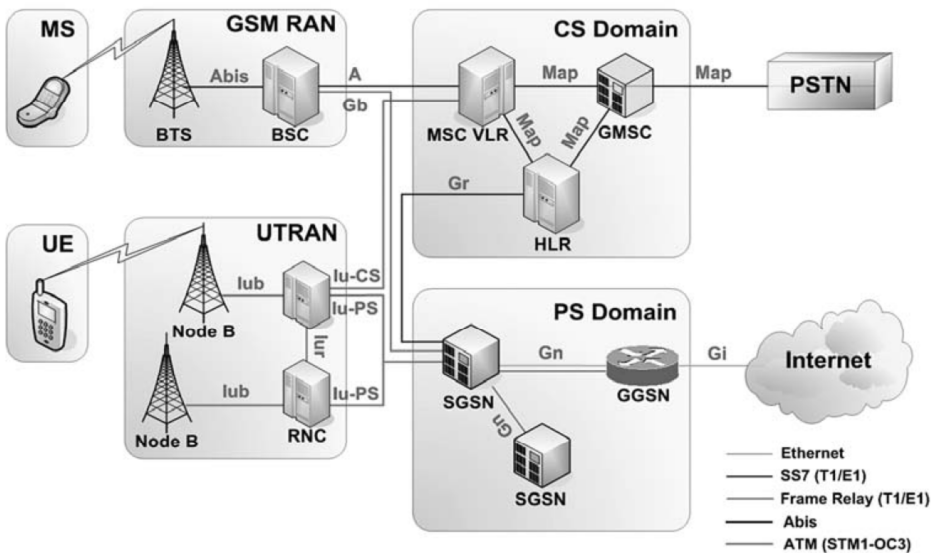 MS
GSM RAN
CS Domain
Abis
A
Gb
Map
Map
PSTN
BTS
BSC
MSC VLR
GMSC
Map
Map
Gr
HLR
UE
UTRAN
Iub
Iu-CS
Iu-PS
Node B
Iur
Iub
Iu-PS
Node B
RNC
PS Domain
Gn
Gi
Internet
SGSN
GGSN
Gn
SGSN
Ethernet
SS7 (T1/E1)
Frame Relay (T1/E1)
Abis
ATM (STM1-OC3)